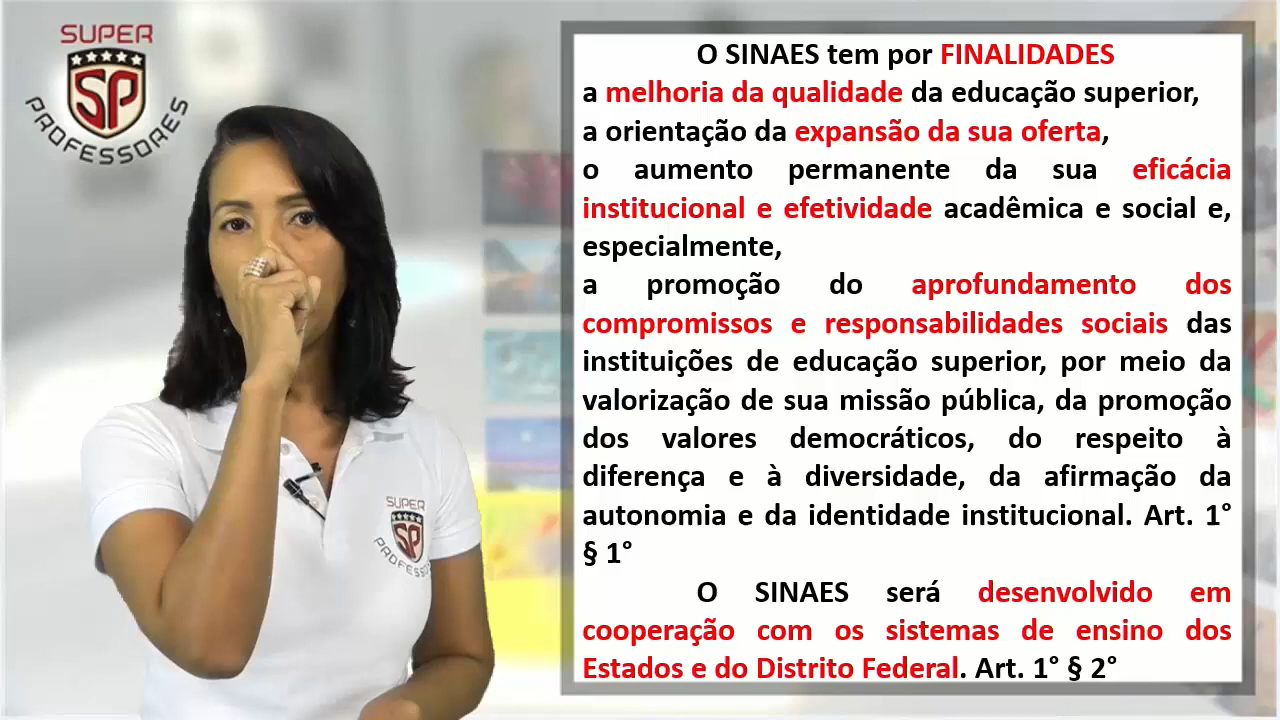 SUPER
SP
PROFESSORES
SUPER
SP
PROFESSORES
O SINAES tem por FINALIDADES
a melhoria da qualidade da educação superior,
a orientação da expansão da sua oferta,
o aumento permanente da sua eficácia
institucional e efetividade acadêmica e social e,
especialmente,
a promoção do aprofundamento dos
compromissos e responsabilidades sociais das
instituições de educação superior, por meio da
valorização de sua missão pública, da promoção
dos valores democráticos, do respeito à
diferença e à diversidade, da afirmação da
autonomia e da identidade institucional. Art. 1°
§ 1°
O SINAES será desenvolvido em
cooperação com os sistemas de ensino dos
Estados e do Distrito Federal. Art. 1° § 2°